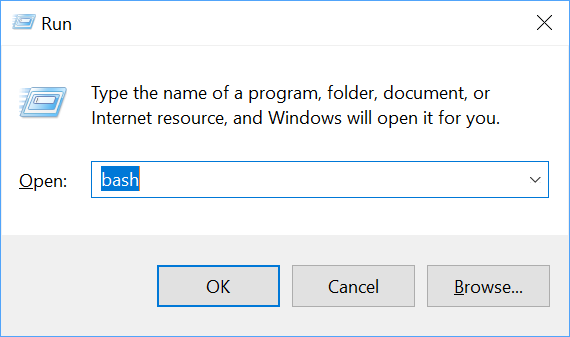 Run
Type the name of a program, folder, document, or
Internet resource, and Windows will open it for you.
Open: bash
OK Cancel Browse...